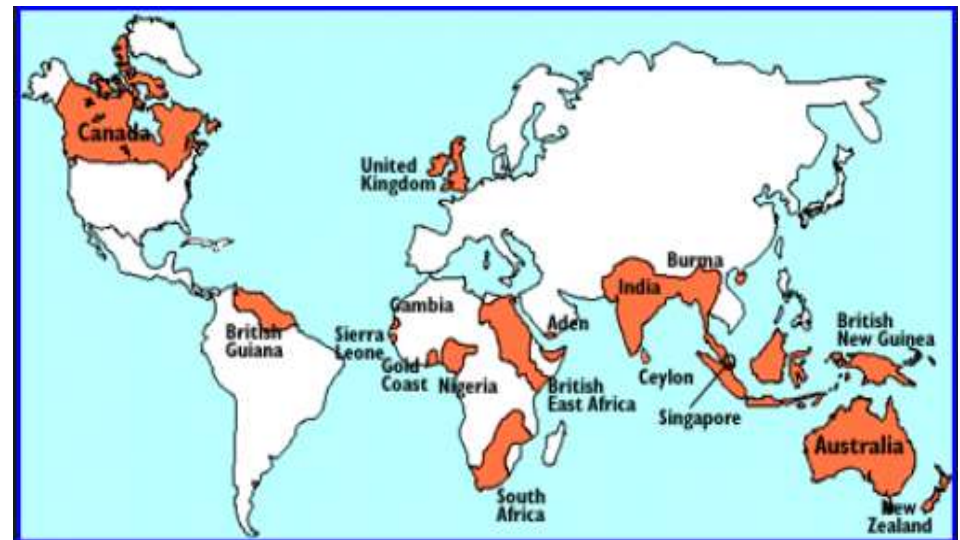 Canada
United
Kingdom
British
Guiana
Gambia
Sierra
Leone
Gold
Coast
Nigeria
Aden
British
East Africa
South
Africa
Burma
India
Ceylon
Singapore
British
New Guinea
Australia
New
Zealand